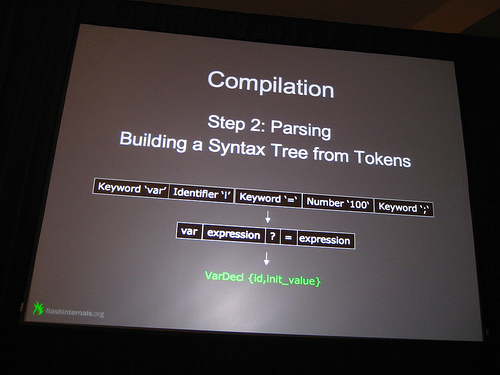 Compilation
Step 2: Parsing
Building a Syntax Tree from Tokens
Keyword 'var' Identifier 'i' Keyword '=' Number '100' Keyword ';'
var expression ? = expression
VarDecl {id,init_value}
flashinternals.org